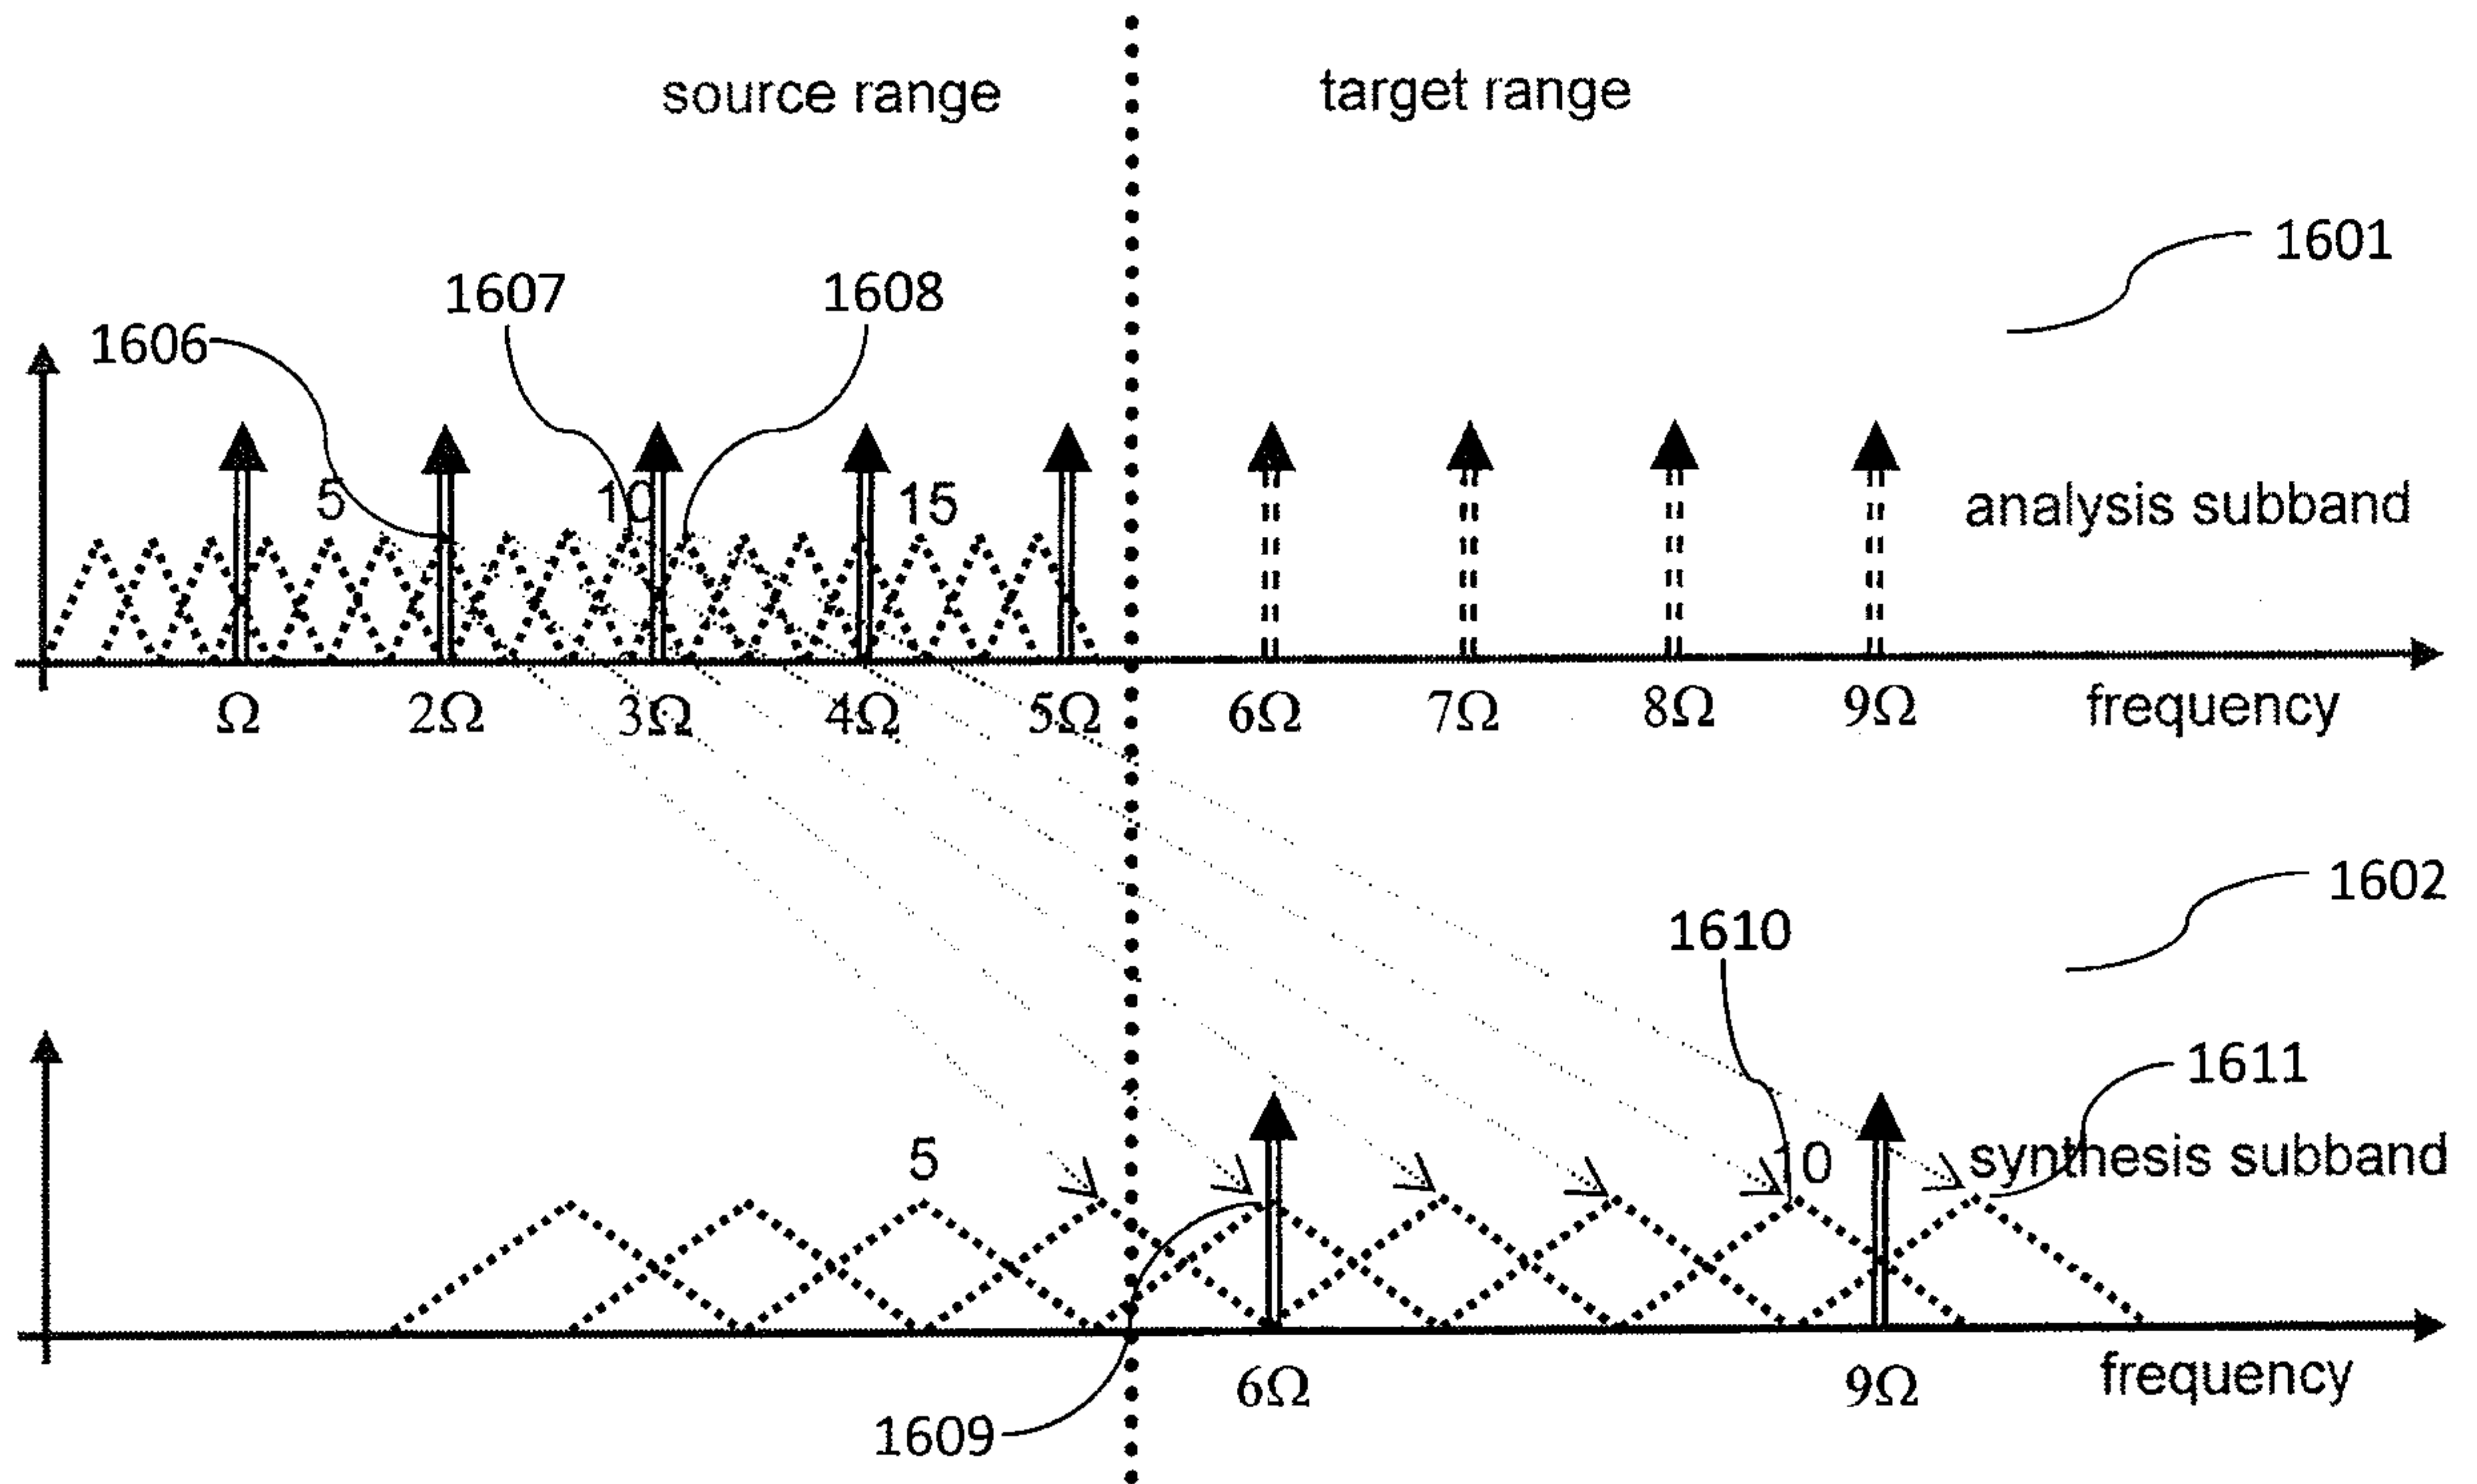 source range
target range
1601
1607
1608
1606
5
10
15
analysis subband
Ω
2Ω
3Ω
4Ω
5Ω
6Ω
7Ω
8Ω
9Ω
frequency
1602
1610
1611
5
10
synthesis subband
6Ω
9Ω
frequency
1609